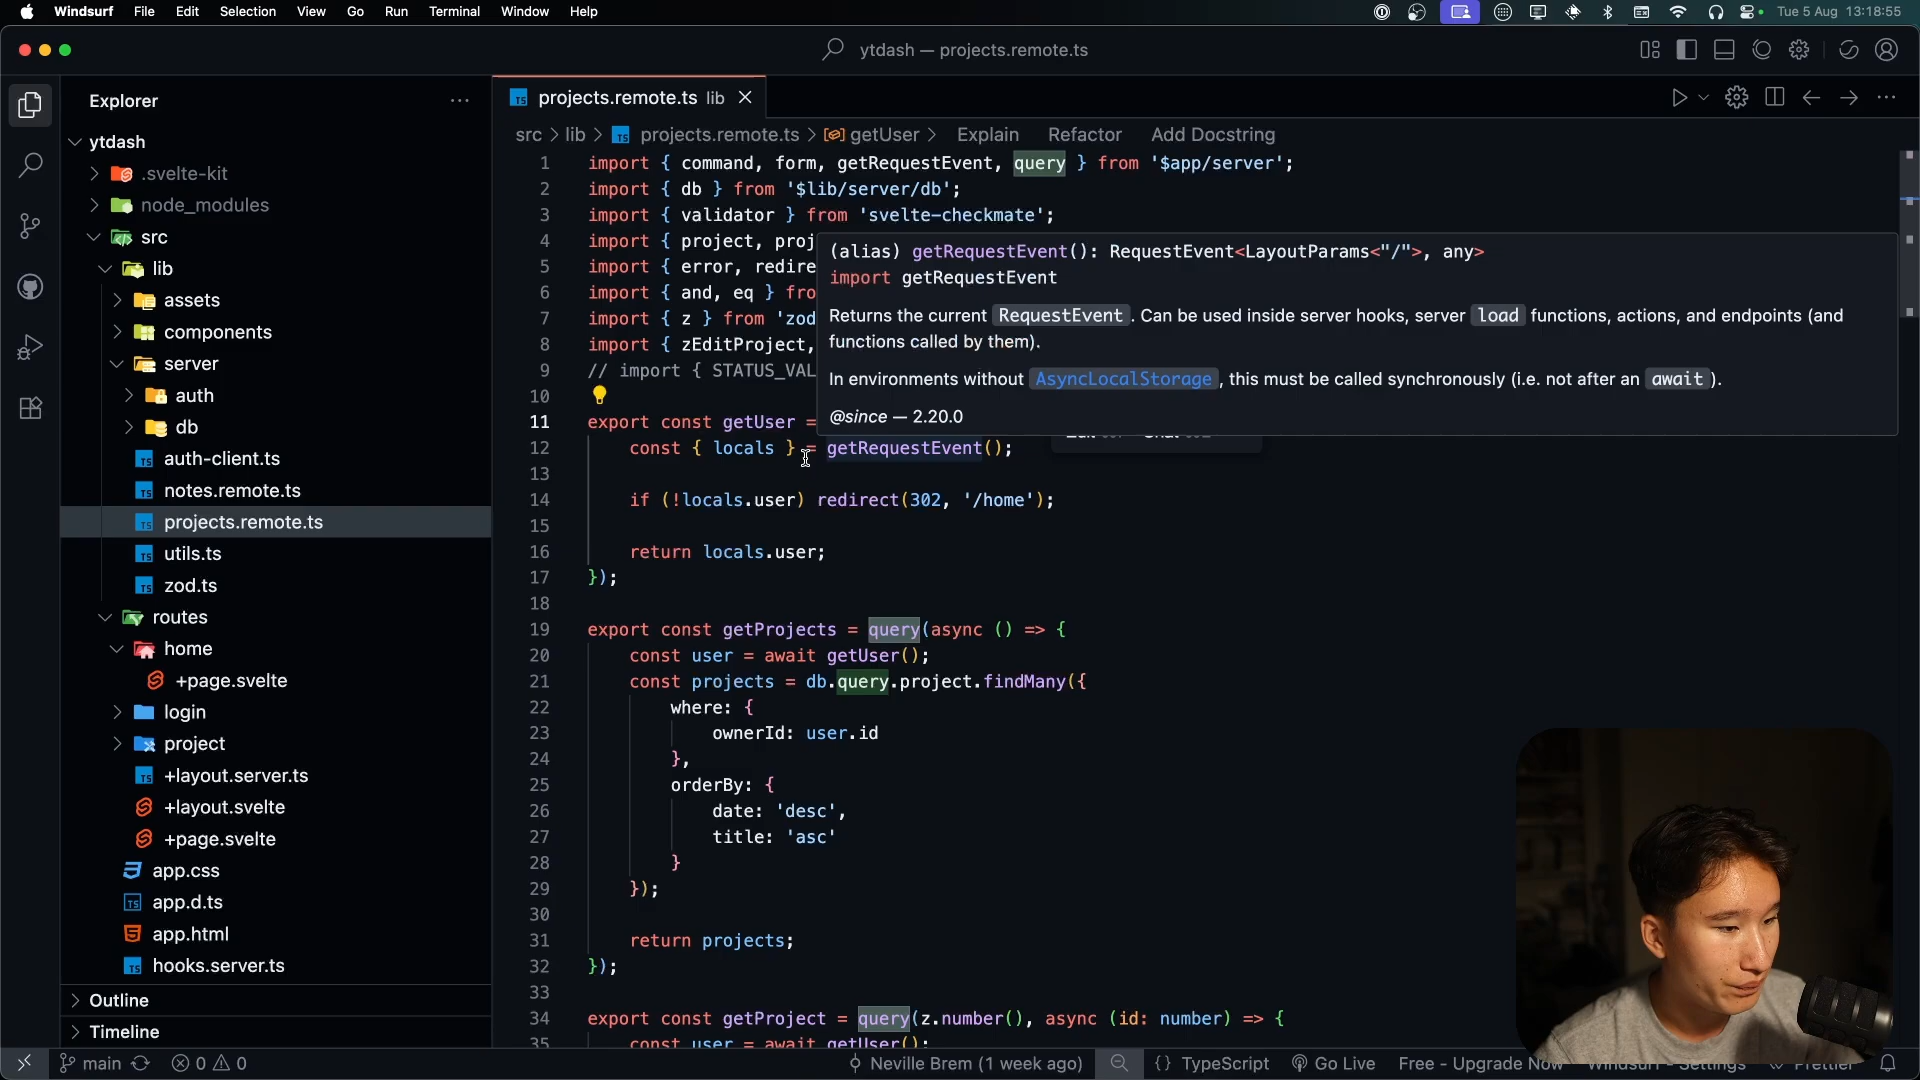 Windsurf File Edit Selection View Go Run Terminal Window Help
Tue 5 Aug 13:18:55
ytdash — projects.remote.ts
Explorer
ytdash
.svelte-kit
node_modules
src
lib
assets
components
server
auth
db
auth-client.ts
notes.remote.ts
projects.remote.ts
utils.ts
zod.ts
routes
home
+page.svelte
login
project
+layout.server.ts
+layout.svelte
+page.svelte
app.css
app.d.ts
app.html
hooks.server.ts
Outline
Timeline
projects.remote.ts lib
src > lib > projects.remote.ts > getUser > Explain Refactor Add Docstring
1 import { command, form, getRequestEvent, query } from '$app/server';
2 import { db } from '$lib/server/db';
3 import { validator } from 'svelte-checkmate';
4 import { project, proj
5 import { error, redire
6 import { and, eq } fro
7 import { z } from 'zod
8 import { zEditProject,
9 // import { STATUS_VAL
10
11 export const getUser =
12 const { locals } = getRequestEvent();
13
14 if (!locals.user) redirect(302, '/home');
15
16 return locals.user;
17 });
18
19 export const getProjects = query(async () => {
20 const user = await getUser();
21 const projects = db.query.project.findMany({
22 where: {
23 ownerId: user.id
24 },
25 orderBy: {
26 date: 'desc',
27 title: 'asc'
28 }
29 });
30
31 return projects;
32 });
33
34 export const getProject = query(z.number(), async (id: number) => {
35 const user = await getUser();
(alias) getRequestEvent(): RequestEvent<LayoutParams<"/">, any>
import getRequestEvent
Returns the current RequestEvent. Can be used inside server hooks, server load functions, actions, and endpoints (and
functions called by them).
In environments without AsyncLocalStorage, this must be called synchronously (i.e. not after an await).
@since — 2.20.0
main 0 0 Neville Brem (1 week ago) {} TypeScript Go Live Free - Upgrade Now Windsurf - Settings Prettier